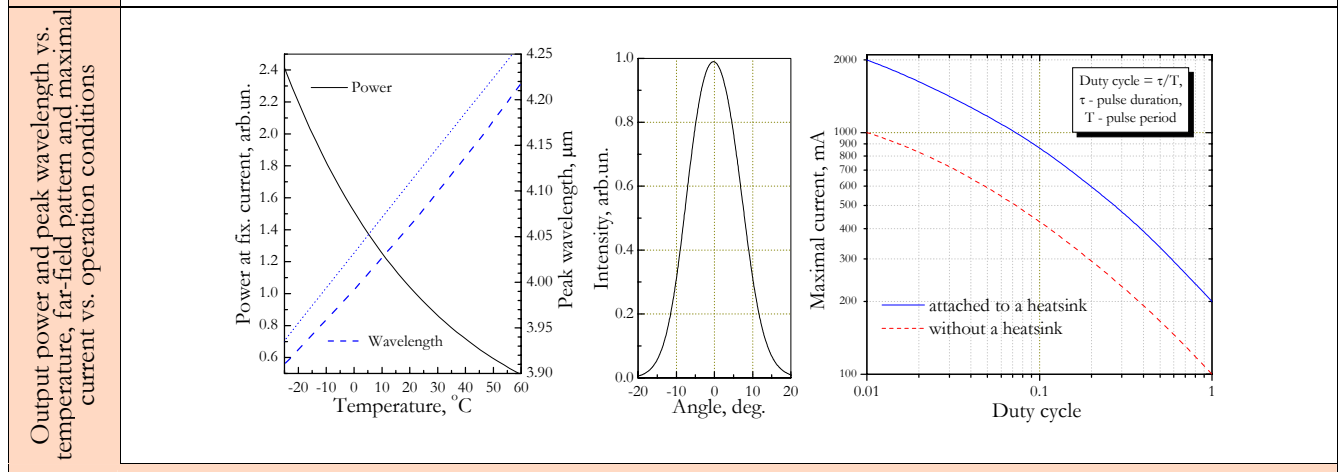 Output power and peak wavelength vs.
temperature, far-field pattern and maximal
current vs. operation conditions
Power at fix. current, arb.un.
2.4
2.2
2.0
1.8
1.6
1.4
1.2
1.0
0.8
0.6
Power
Wavelength
-20 -10 0 10 20 30 40 50 60
Temperature, °C
4.25
4.20
4.15
4.10
4.05
4.00
3.95
3.90
Peak wavelength, µm
Intensity, arb.un.
1.0
0.8
0.6
0.4
0.2
0.0
-20 -10 0 10 20
Angle, deg.
Maximal current, mA
2000
1000
900
800
700
600
500
400
300
200
100
Duty cycle = τ/T,
τ - pulse duration,
T - pulse period
attached to a heatsink
without a heatsink
0.01 0.1 1
Duty cycle